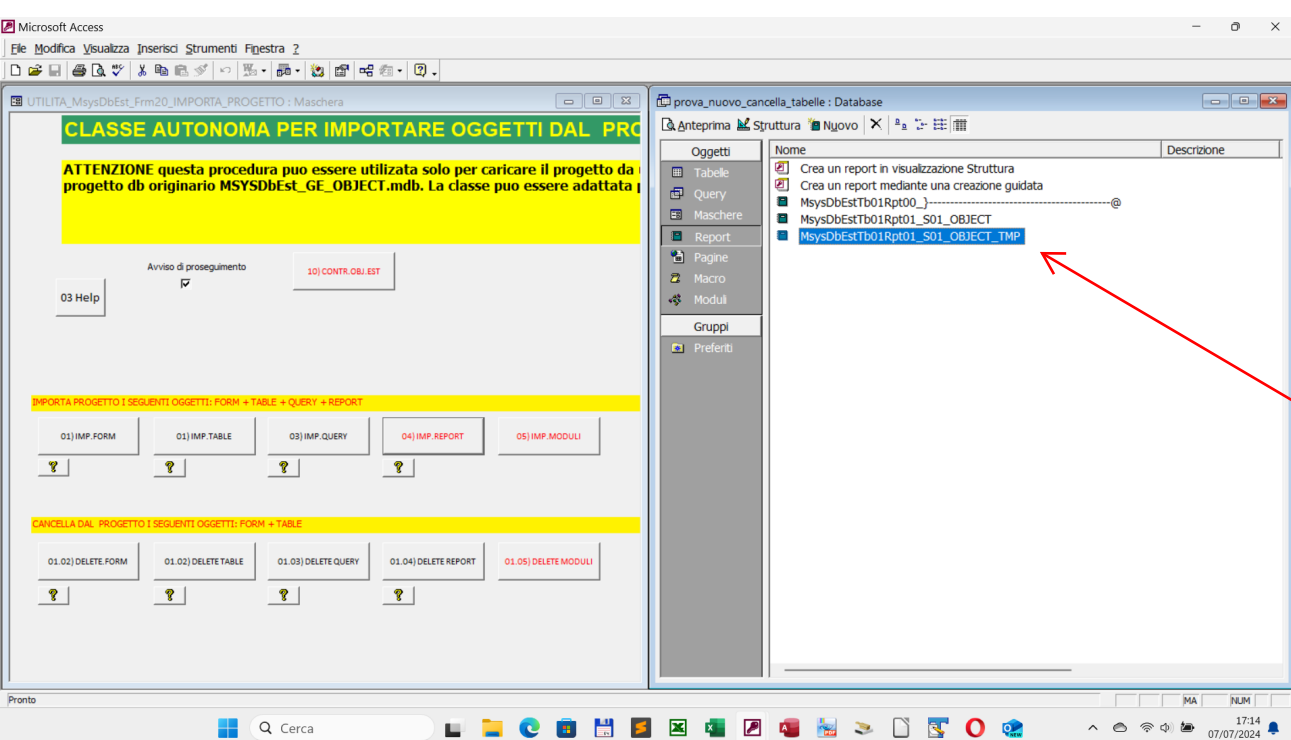 Microsoft Access
File Modifica Visualizza Inserisci Strumenti Finestra ?
UTILITA_MsysDbEst_Frm20_IMPORTA_PROGETTO : Maschera
CLASSE AUTONOMA PER IMPORTARE OGGETTI DAL PRO
ATTENZIONE questa procedura puo essere utilizata solo per caricare il progetto da
progetto db originario MSYSDbEst_GE_OBJECT.mdb. La classe puo essere adattata
Avviso di proseguimento
10) CONTR.OBJ.EST
03 Help
IMPORTA PROGETTO I SEGUENTI OGGETTI: FORM + TABLE + QUERY + REPORT
01) IMP.FORM
01) IMP.TABLE
03) IMP.QUERY
04) IMP.REPORT
05) IMP.MODULI
?
?
?
?
CANCELLA DAL PROGETTO I SEGUENTI OGGETTI: FORM + TABLE
01.02) DELETE.FORM
01.02) DELETE TABLE
01.03) DELETE QUERY
01.04) DELETE REPORT
01.05) DELETE MODULI
?
?
?
?
prova_nuovo_cancella_tabelle : Database
Anteprima Struttura Nuovo
Oggetti
Tabelle
Query
Maschere
Report
Pagine
Macro
Moduli
Gruppi
Preferiti
Nome Descrizione
Crea un report in visualizzazione Struttura
Crea un report mediante una creazione guidata
MsysDbEstTb01Rpt00_}----------------------------------------@
MsysDbEstTb01Rpt01_S01_OBJECT
MsysDbEstTb01Rpt01_S01_OBJECT_TMP
Pronto
MA NUM
Cerca
17:14
07/07/2024